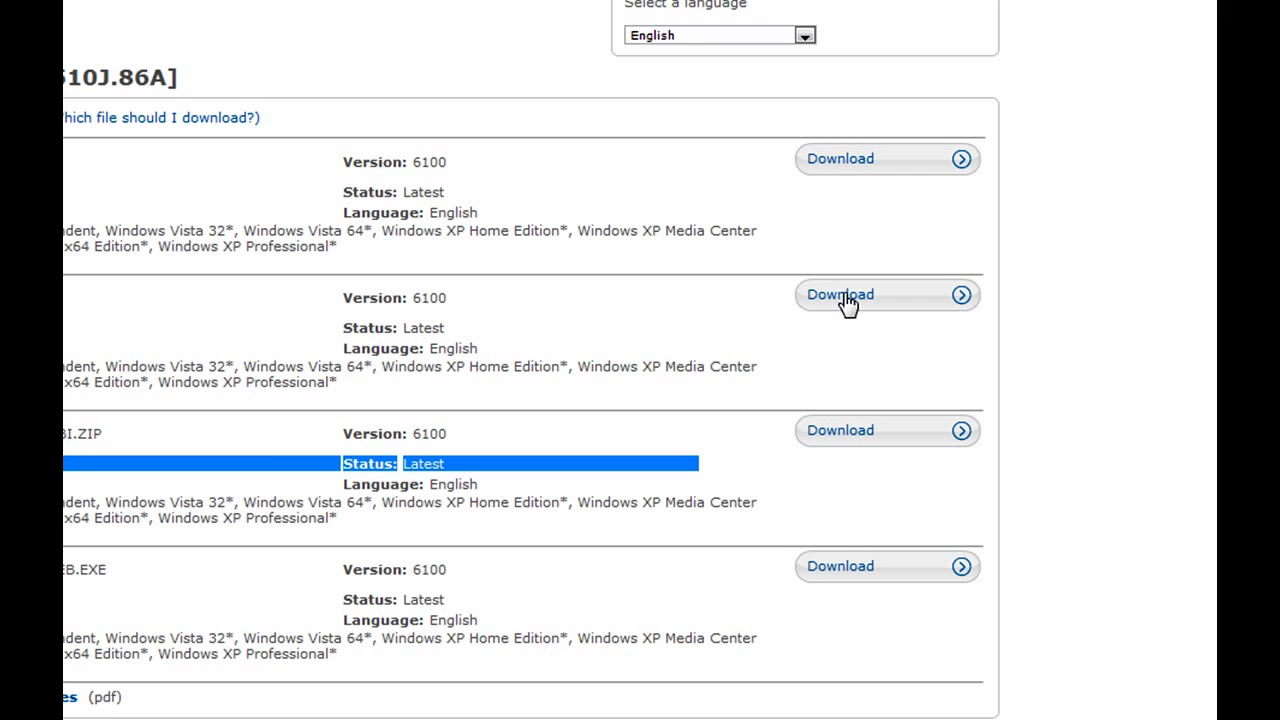 Select a language
English
510J.86A]
hich file should I download?)
Version: 6100
Download
Status: Latest
Language: English
dent, Windows Vista 32*, Windows Vista 64*, Windows XP Home Edition*, Windows XP Media Center
x64 Edition*, Windows XP Professional*
Version: 6100
Download
Status: Latest
Language: English
dent, Windows Vista 32*, Windows Vista 64*, Windows XP Home Edition*, Windows XP Media Center
x64 Edition*, Windows XP Professional*
BI.ZIP Version: 6100
Download
Status: Latest
Language: English
dent, Windows Vista 32*, Windows Vista 64*, Windows XP Home Edition*, Windows XP Media Center
x64 Edition*, Windows XP Professional*
EB.EXE Version: 6100
Download
Status: Latest
Language: English
dent, Windows Vista 32*, Windows Vista 64*, Windows XP Home Edition*, Windows XP Media Center
x64 Edition*, Windows XP Professional*
es (pdf)